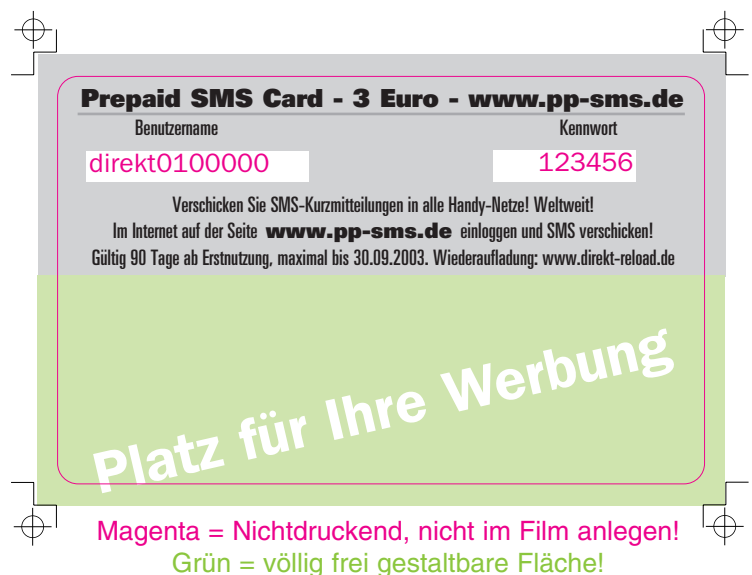 Prepaid SMS Card - 3 Euro - www.pp-sms.de
Benutzername Kennwort
direkt0100000 123456
Verschicken Sie SMS-Kurzmitteilungen in alle Handy-Netze! Weltweit!
Im Internet auf der Seite www.pp-sms.de einloggen und SMS verschicken!
Gültig 90 Tage ab Erstnutzung, maximal bis 30.09.2003. Wiederaufladung: www.direkt-reload.de
Platz für Ihre Werbung
Magenta = Nichtdruckend, nicht im Film anlegen!
Grün = völlig frei gestaltbare Fläche!